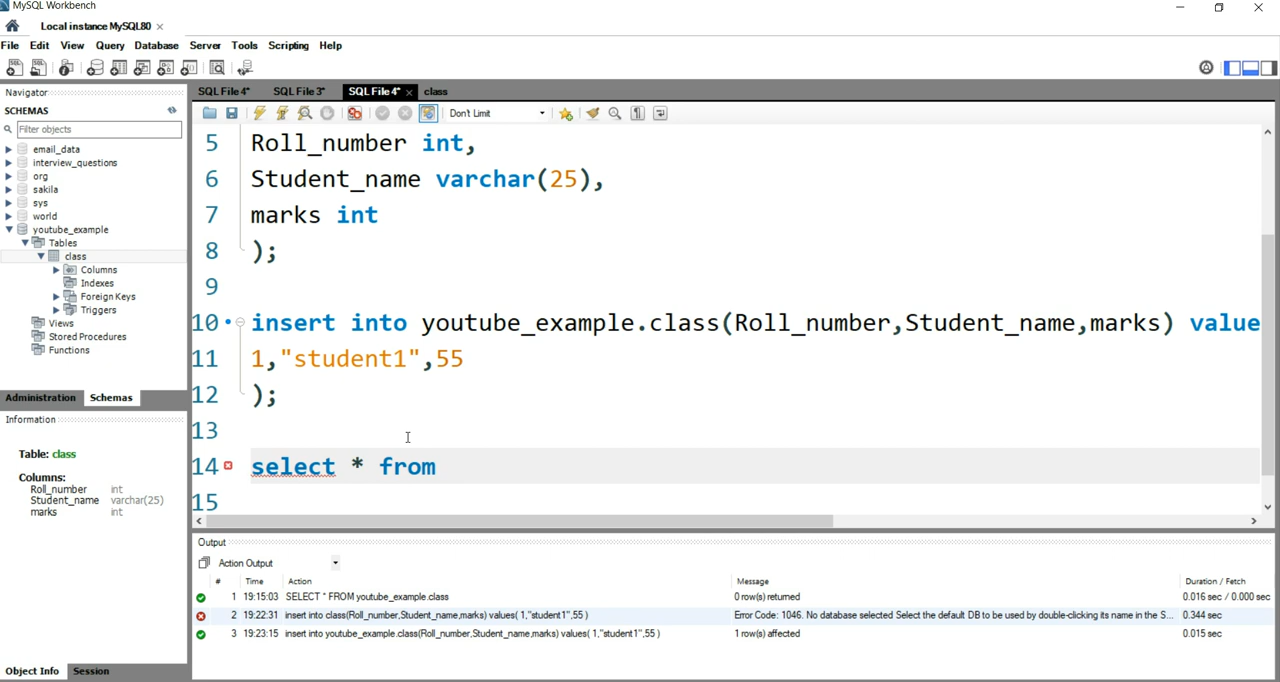 MySQL Workbench
Local instance MySQL80
File Edit View Query Database Server Tools Scripting Help
Navigator
SCHEMAS
Filter objects
email_data
interview_questions
org
sakila
sys
world
youtube_example
Tables
class
Columns
Indexes
Foreign Keys
Triggers
Views
Stored Procedures
Functions
Administration Schemas
Information
Table: class
Columns:
Roll_number int
Student_name varchar(25)
marks int
Object Info Session
SQL File 4* SQL File 3* SQL File 4* class
Don't Limit
5 Roll_number int,
6 Student_name varchar(25),
7 marks int
8 );
9
10 insert into youtube_example.class(Roll_number,Student_name,marks) value
11 1,"student1",55
12 );
13
14 select * from
15
Output
Action Output
# Time Action Message Duration / Fetch
1 19:15:03 SELECT * FROM youtube_example.class 0 row(s) returned 0.016 sec / 0.000 sec
2 19:22:31 insert into class(Roll_number,Student_name,marks) values( 1,"student1",55 ) Error Code: 1046. No database selected Select the default DB to be used by double-clicking its name in the S... 0.344 sec
3 19:23:15 insert into youtube_example.class(Roll_number,Student_name,marks) values( 1,"student1",55 ) 1 row(s) affected 0.015 sec